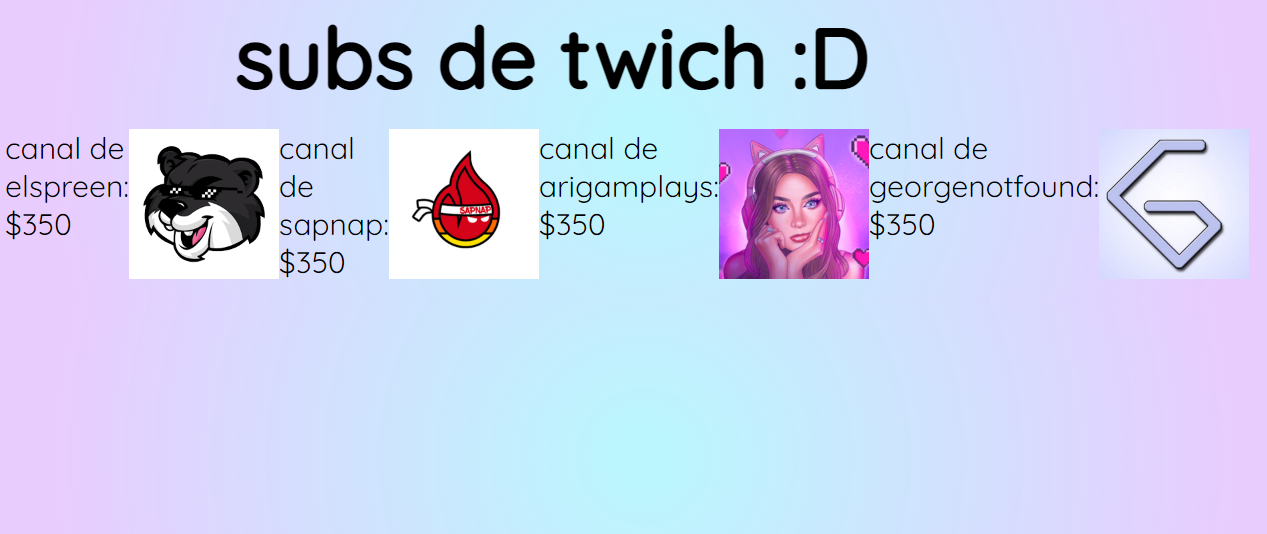 subs de twich :D
canal de
elspreen:
$350
canal
de
sapnap:
$350
SAPNAP
canal de
arigamplays:
$350
canal de
georgenotfound:
$350